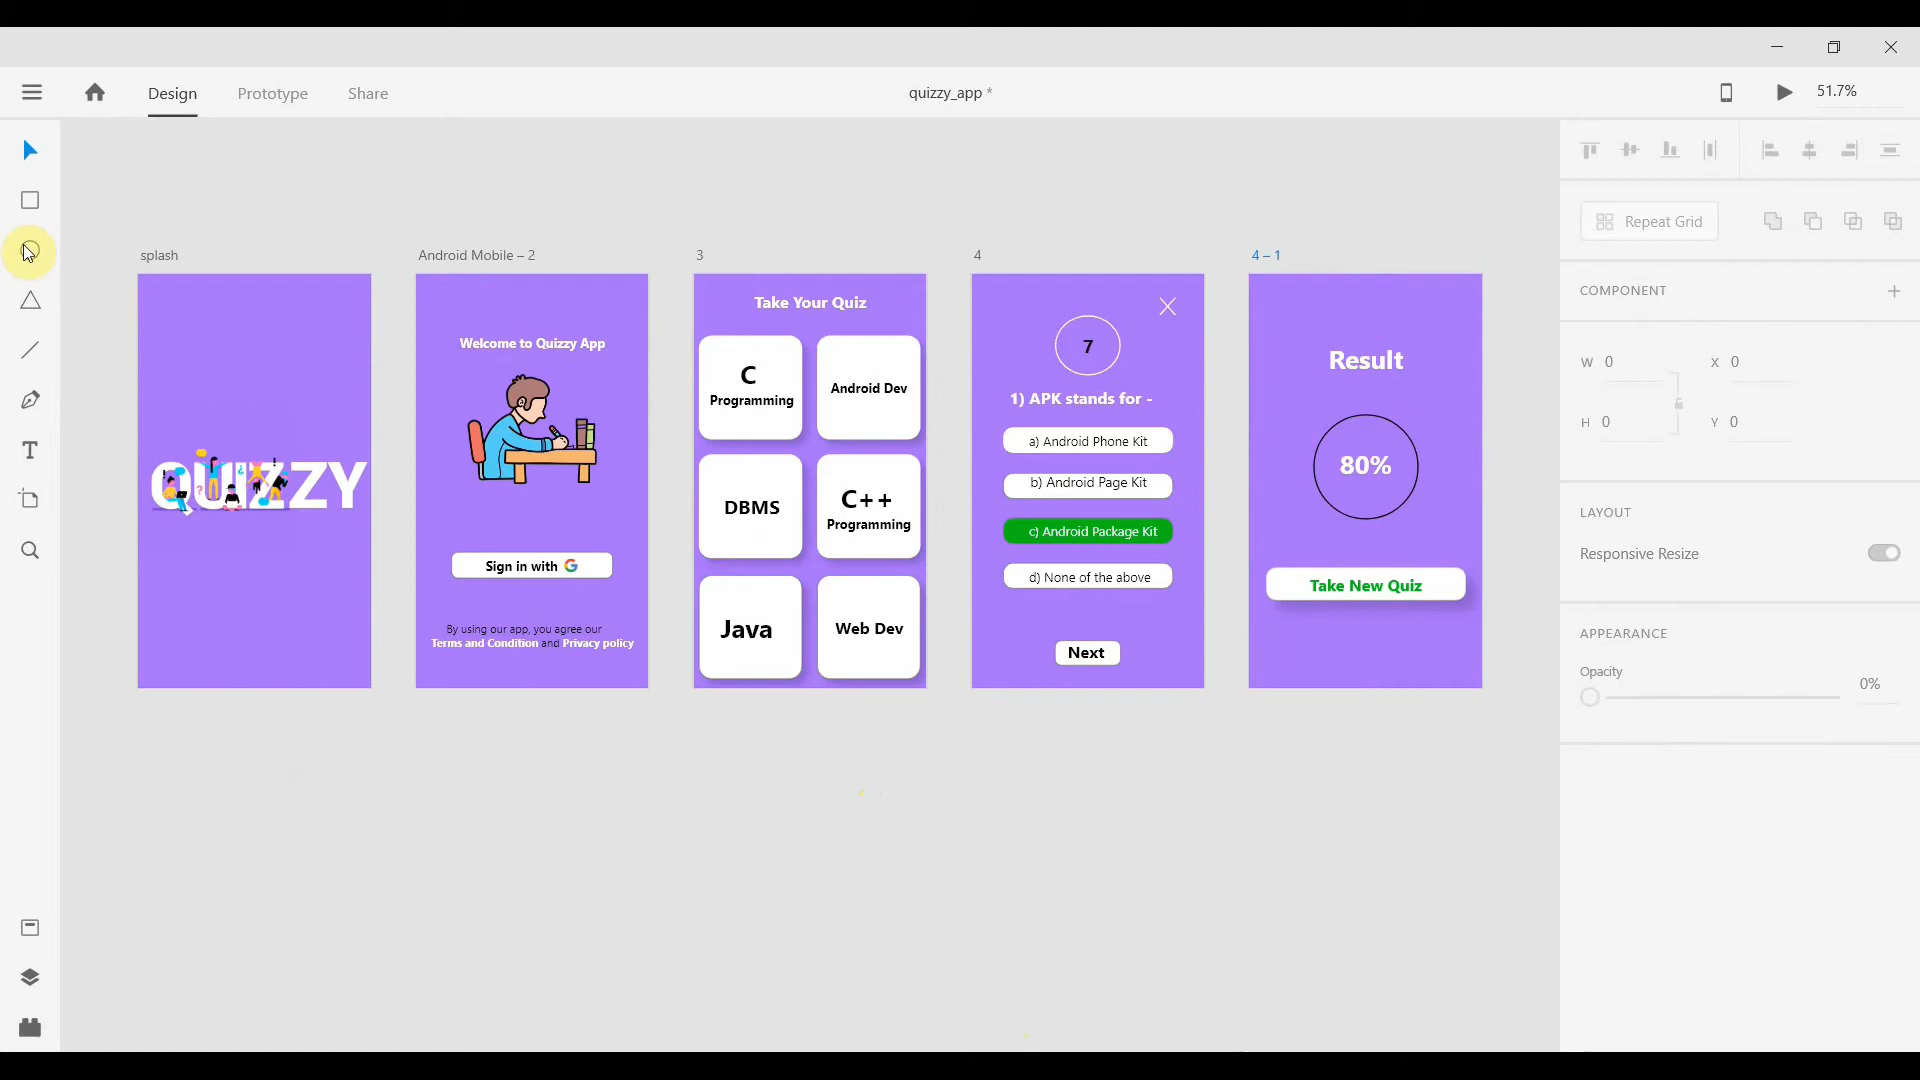 Design
Prototype
Share
quizzy_app *
51.7%
Repeat Grid
COMPONENT
W 0
X 0
H 0
Y 0
LAYOUT
Responsive Resize
APPEARANCE
Opacity
0%
splash
QUIZZY
Android Mobile – 2
Welcome to Quizzy App
Sign in with G
By using our app, you agree our
Terms and Condition and Privacy policy
3
Take Your Quiz
C
Programming
Android Dev
DBMS
C++
Programming
Java
Web Dev
4
7
1) APK stands for -
a) Android Phone Kit
b) Android Page Kit
c) Android Package Kit
d) None of the above
Next
4 – 1
Result
80%
Take New Quiz